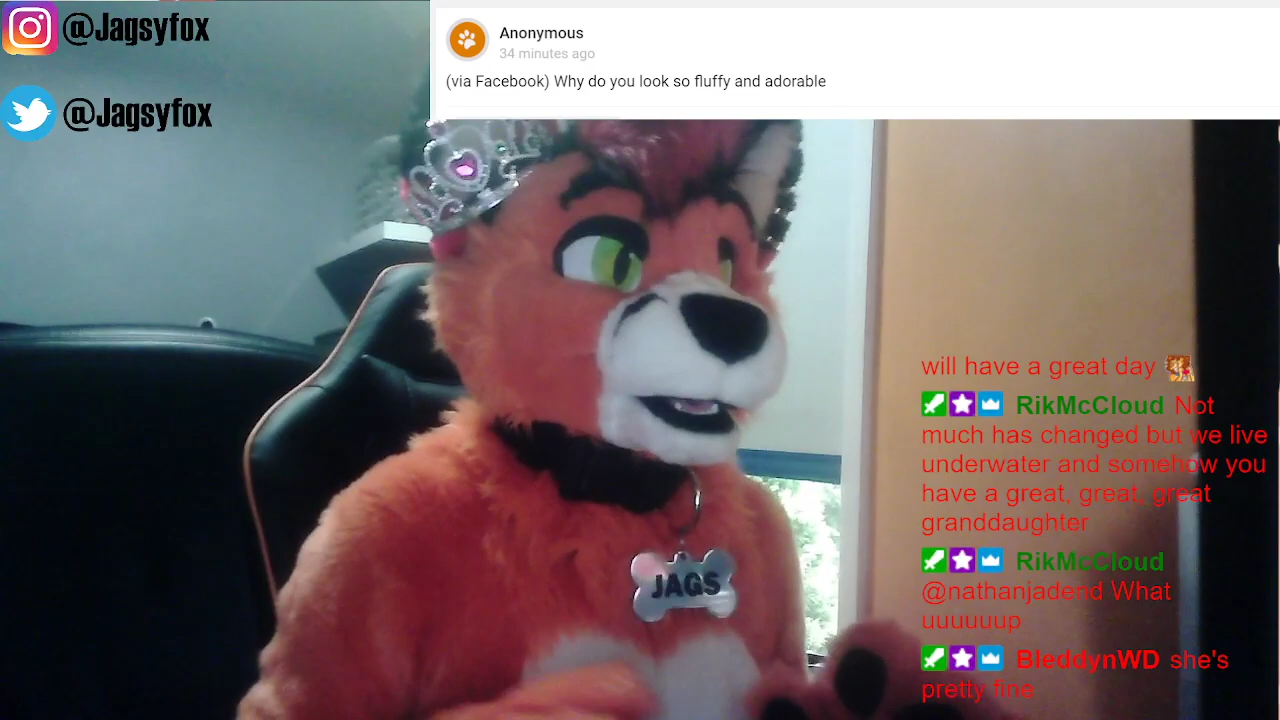 @Jagsyfox
@Jagsyfox
Anonymous
34 minutes ago
(via Facebook) Why do you look so fluffy and adorable
JAGS
will have a great day
RikMcCloud Not
much has changed but we live
underwater and somehow you
have a great, great, great
granddaughter
RikMcCloud
@nathanjadend What
uuuuuup
BleddynWD she's
pretty fine